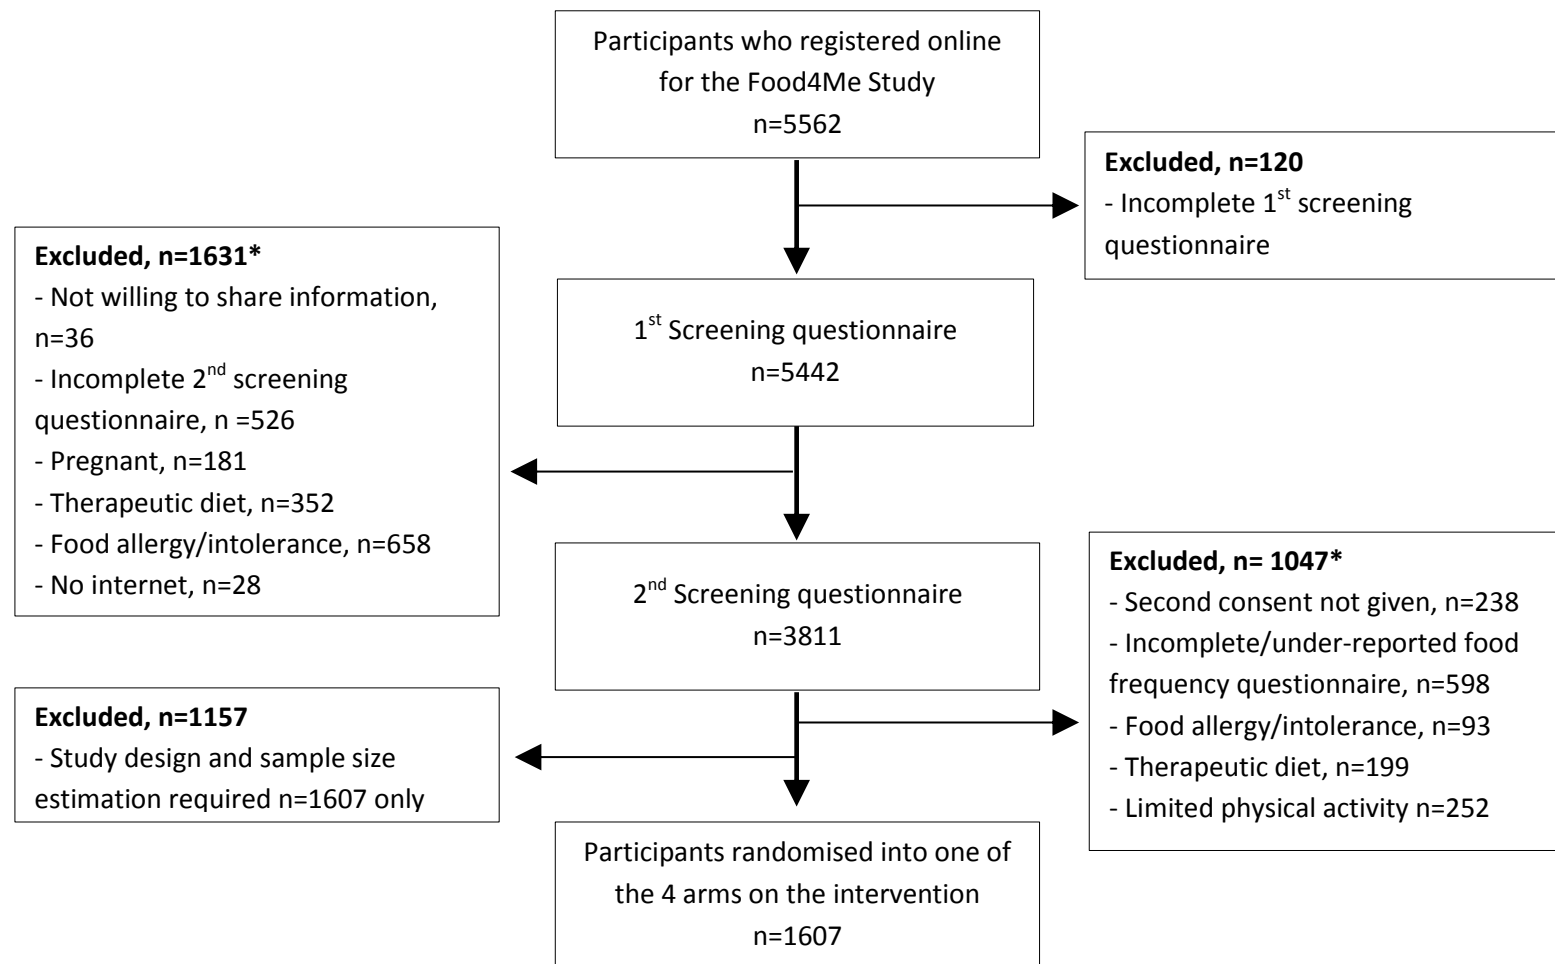 Participants who registered online
for the Food4Me Study
n=5562
Excluded, n=120
- Incomplete 1st screening
questionnaire
Excluded, n=1631*
- Not willing to share information,
n=36
- Incomplete 2nd screening
questionnaire, n =526
- Pregnant, n=181
- Therapeutic diet, n=352
- Food allergy/intolerance, n=658
- No internet, n=28
1st Screening questionnaire
n=5442
2nd Screening questionnaire
n=3811
Excluded, n= 1047*
- Second consent not given, n=238
- Incomplete/under-reported food
frequency questionnaire, n=598
- Food allergy/intolerance, n=93
- Therapeutic diet, n=199
- Limited physical activity n=252
Excluded, n=1157
- Study design and sample size
estimation required n=1607 only
Participants randomised into one of
the 4 arms on the intervention
n=1607